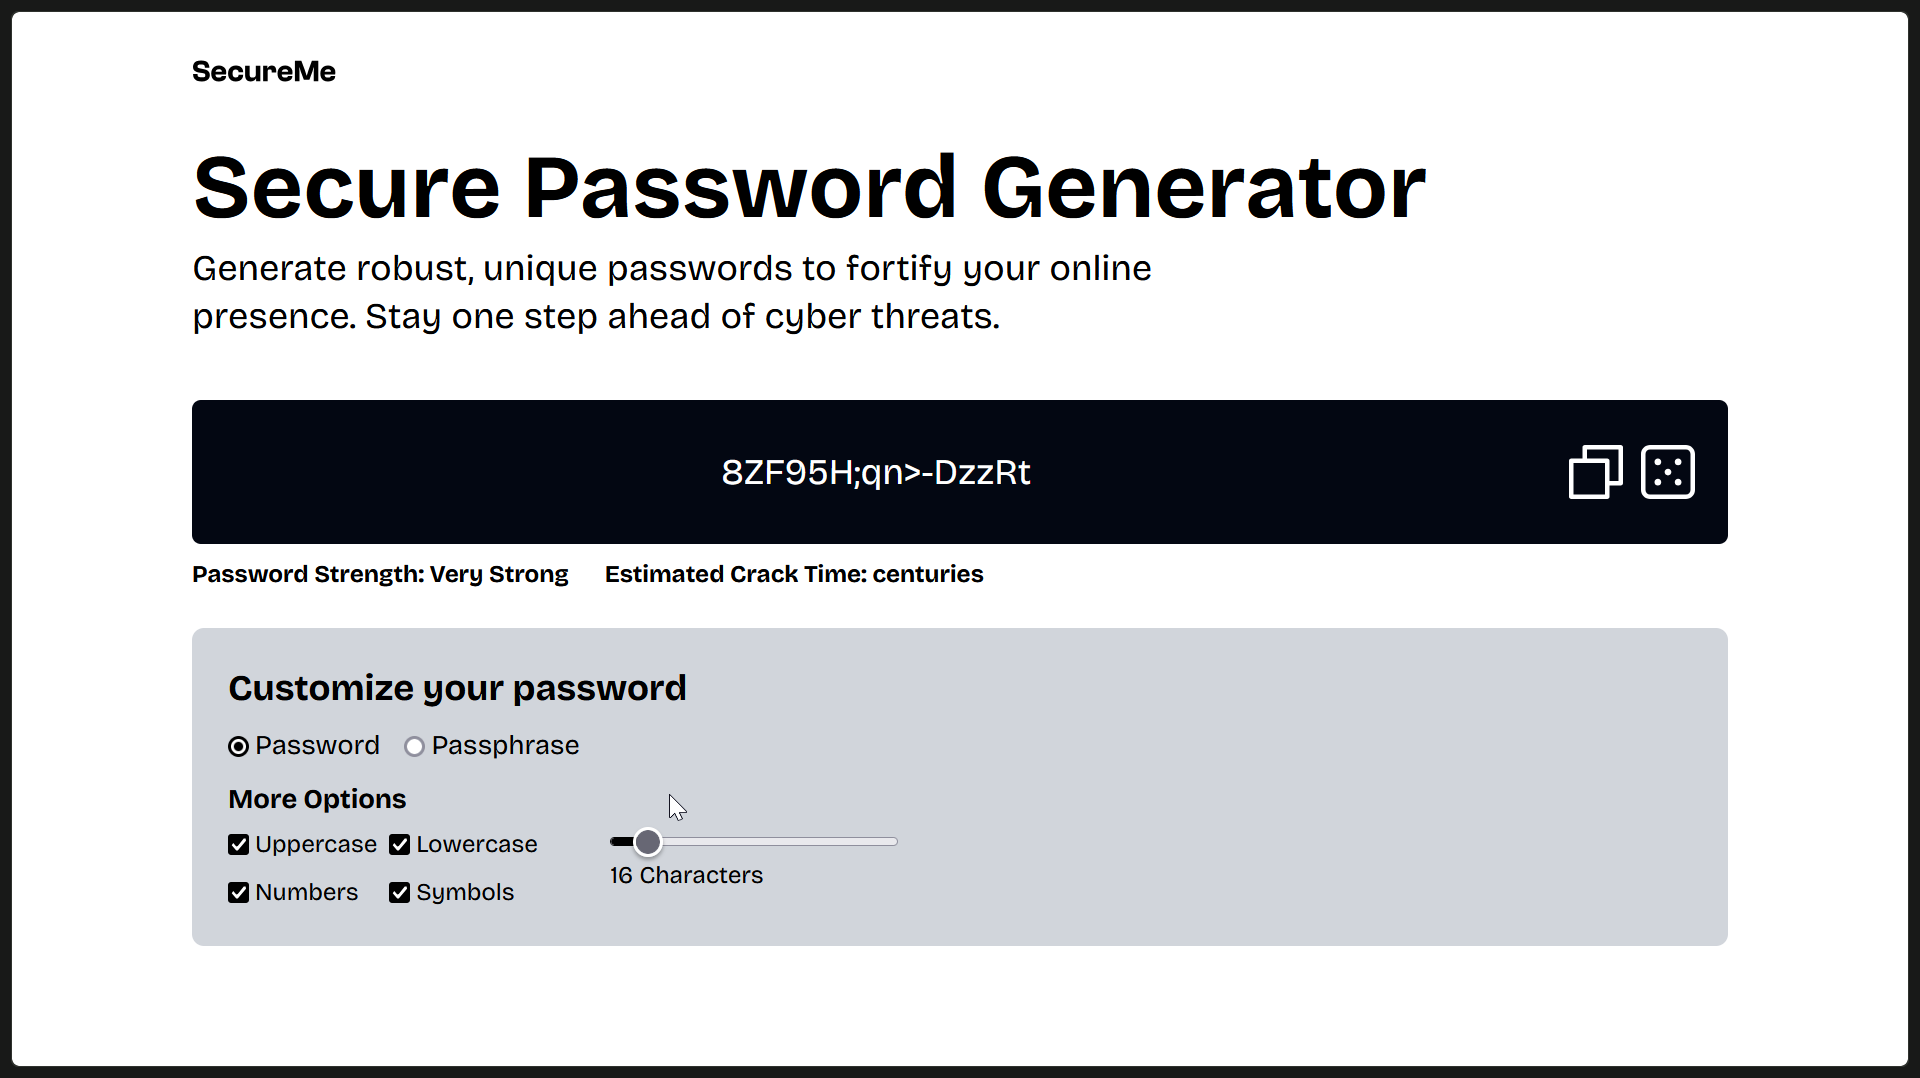 SecureMe
Secure Password Generator
Generate robust, unique passwords to fortify your online
presence. Stay one step ahead of cyber threats.
8ZF95H;qn>-DzzRt
Password Strength: Very Strong Estimated Crack Time: centuries
Customize your password
Password Passphrase
More Options
Uppercase Lowercase
16 Characters
Numbers Symbols